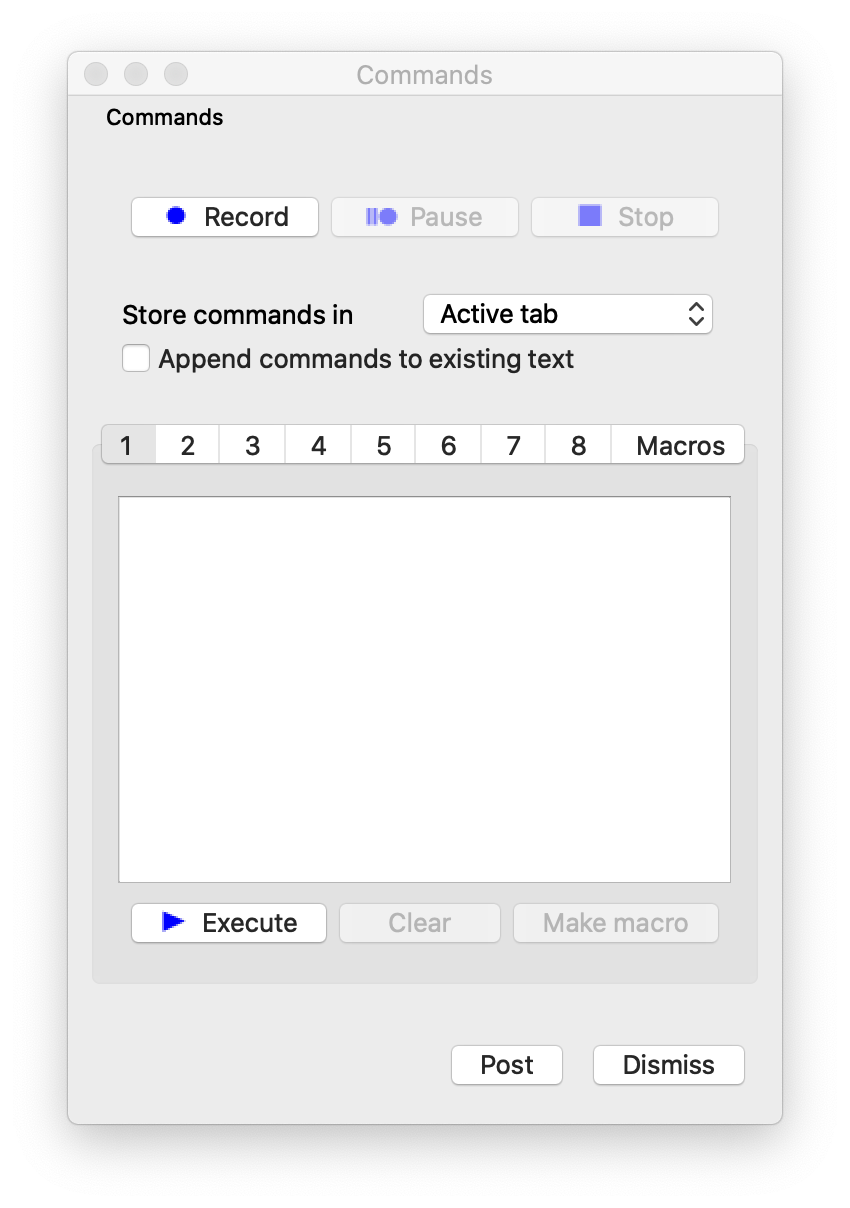 Commands
Commands
Record Pause Stop
Store commands in Active tab
Append commands to existing text
1 2 3 4 5 6 7 8 Macros
Execute Clear Make macro
Post Dismiss